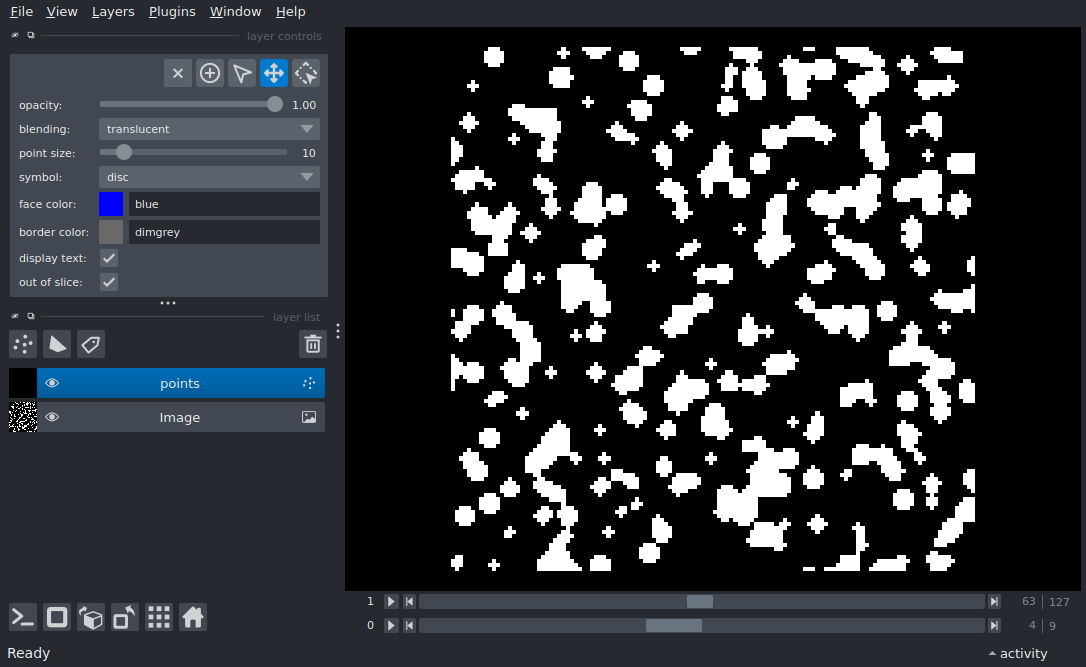 File View Layers Plugins Window Help
layer controls
opacity: 1.00
blending: translucent
point size: 10
symbol: disc
face color: blue
border color: dimgrey
display text:
out of slice:
layer list
points
Image
1 63 | 127
0 4 | 9
Ready activity